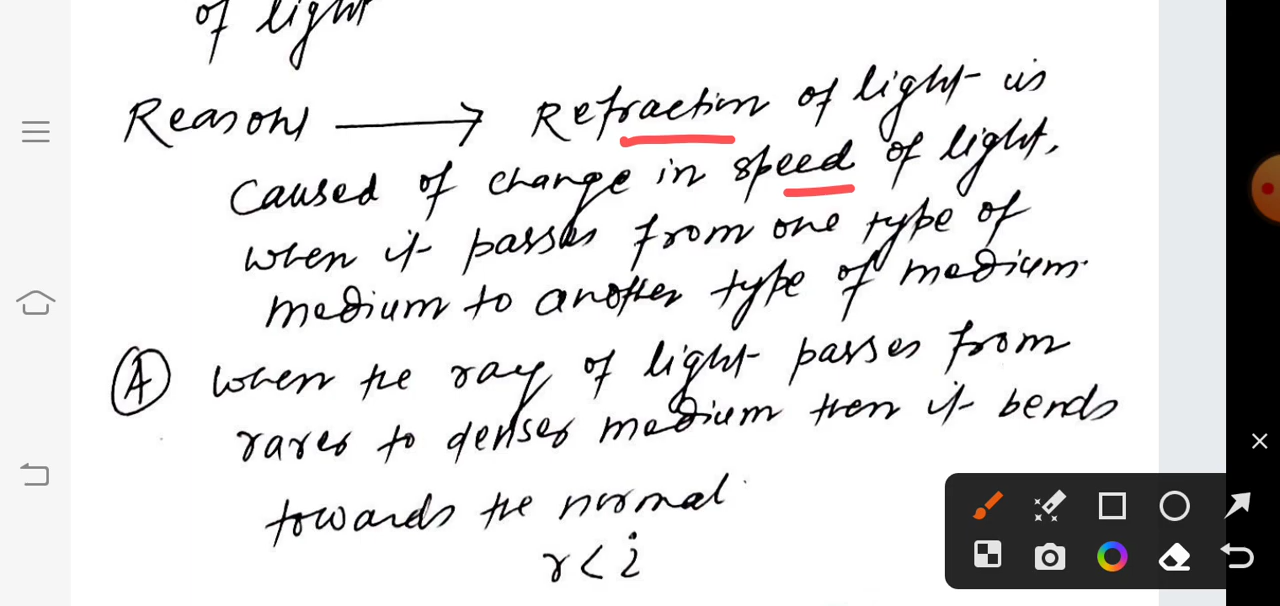 of light
Reason → Refraction of light is
caused of change in speed of light,
when it passes from one type of
medium to another type of medium.
(A) when the ray of light passes from
rarer to denser medium then it bends
towards the normal.
r < i